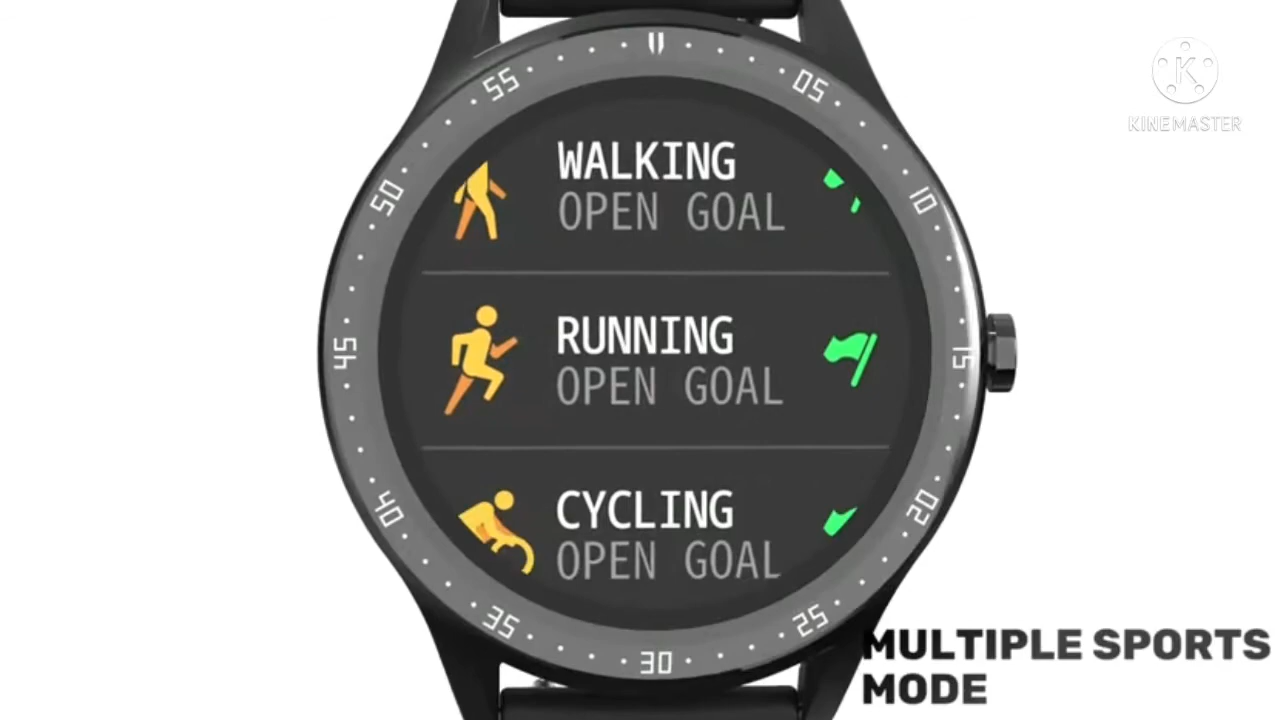 K
KINEMASTER
55
05
50
10
45
15
40
20
35
25
30
WALKING
OPEN GOAL
RUNNING
OPEN GOAL
CYCLING
OPEN GOAL
MULTIPLE SPORTS
MODE